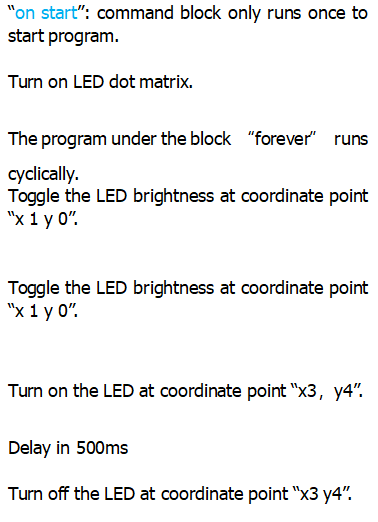 “on start”: command block only runs once to
start program.
Turn on LED dot matrix.
The program under the block “forever” runs
cyclically.
Toggle the LED brightness at coordinate point
“x 1 y 0”.
Toggle the LED brightness at coordinate point
“x 1 y 0”.
Turn on the LED at coordinate point “x3，y4”.
Delay in 500ms
Turn off the LED at coordinate point “x3 y4”.